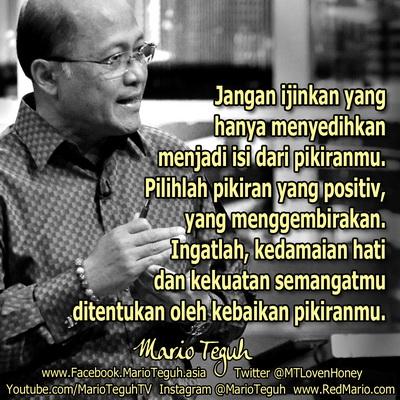 Jangan ijinkan yang
hanya menyedihkan
menjadi isi dari pikiranmu.
Pilihlah pikiran yang positiv,
yang menggembirakan.
Ingatlah, kedamaian hati
dan kekuatan semangatmu
ditentukan oleh kebaikan pikiranmu.
Mario Teguh
www.Facebook.MarioTeguh.asia Twitter @MTLovenHoney
Youtube.com/MarioTeguhTV Instagram @MarioTeguh www.RedMario.com